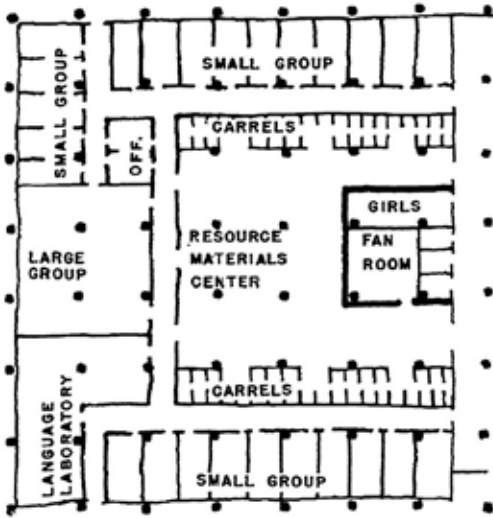 SMALL GROUP
SMALL GROUP
CARRELS
OFF.
GIRLS
FAN
ROOM
RESOURCE
MATERIALS
CENTER
LARGE
GROUP
CARRELS
LANGUAGE
LABORATORY
SMALL GROUP